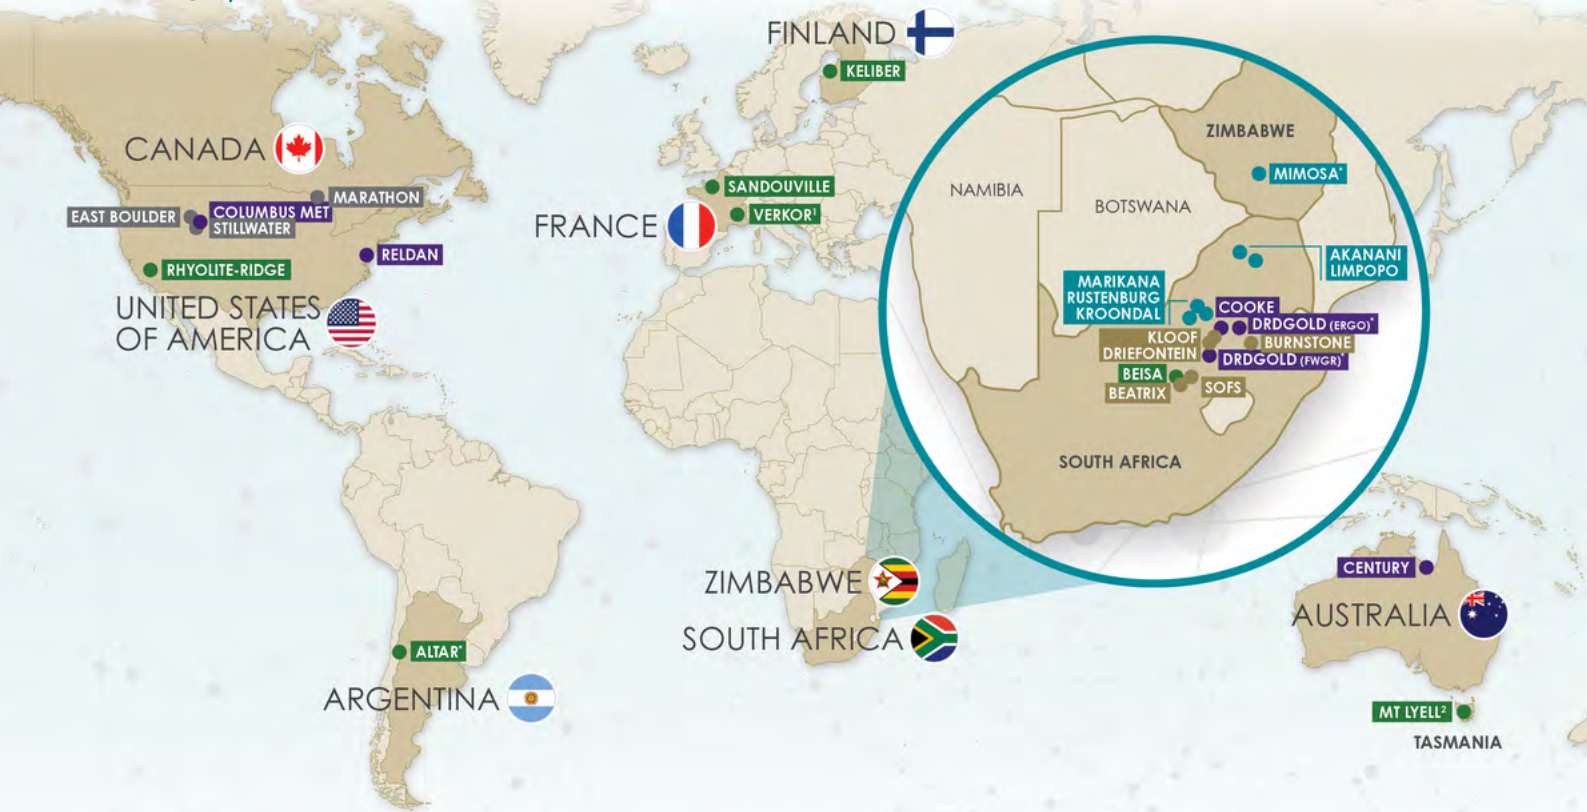 FINLAND
KELIBER
CANADA
MARATHON
EAST BOULDER
COLUMBUS MET
STILLWATER
RELDAN
RHYOLITE-RIDGE
UNITED STATES
OF AMERICA
SANDOUVILLE
VERKOR¹
FRANCE
ZIMBABWE
MIMOSA*
NAMIBIA
BOTSWANA
AKANANI
LIMPOPO
MARIKANA
RUSTENBURG
KROONDAL
COOKE
DRDGOLD (ERGO)*
KLOOF
DRIEFONTEIN
BURNSTONE
DRDGOLD (FWGR)*
BEISA
BEATRIX
SOFS
SOUTH AFRICA
ZIMBABWE
SOUTH AFRICA
CENTURY
AUSTRALIA
ALTAR*
ARGENTINA
MT LYELL²
TASMANIA